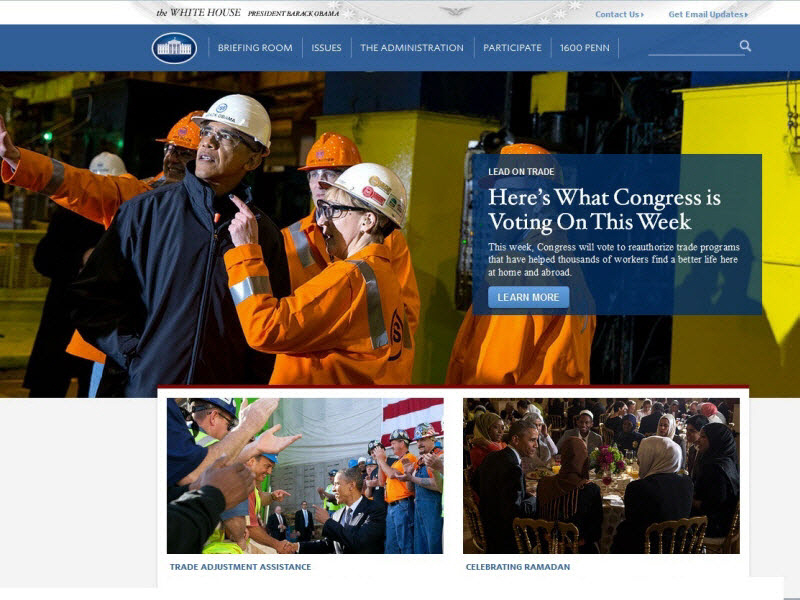 the WHITE HOUSE PRESIDENT BARACK OBAMA
Contact Us
Get Email Updates
BRIEFING ROOM
ISSUES
THE ADMINISTRATION
PARTICIPATE
1600 PENN
LEAD ON TRADE
Here's What Congress is
Voting On This Week
This week, Congress will vote to reauthorize trade programs
that have helped thousands of workers find a better life here
at home and abroad.
LEARN MORE
TRADE ADJUSTMENT ASSISTANCE
CELEBRATING RAMADAN